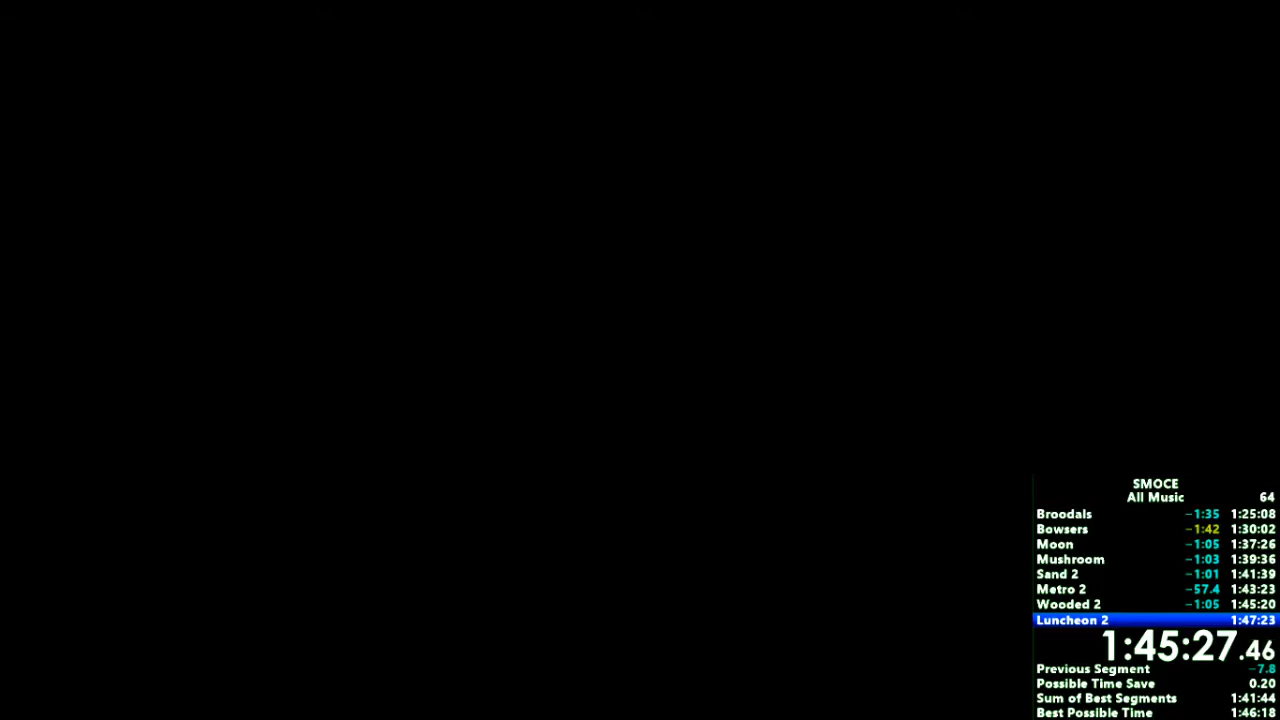 SMOCE
All Music 64
Broodals -1:35 1:25:08
Bowsers -1:42 1:30:02
Moon -1:05 1:37:26
Mushroom -1:03 1:39:36
Sand 2 -1:01 1:41:39
Metro 2 -57.4 1:43:23
Wooded 2 -1:05 1:45:20
Luncheon 2 1:47:23
1:45:27.46
Previous Segment -7.8
Possible Time Save 0.20
Sum of Best Segments 1:41:44
Best Possible Time 1:46:18